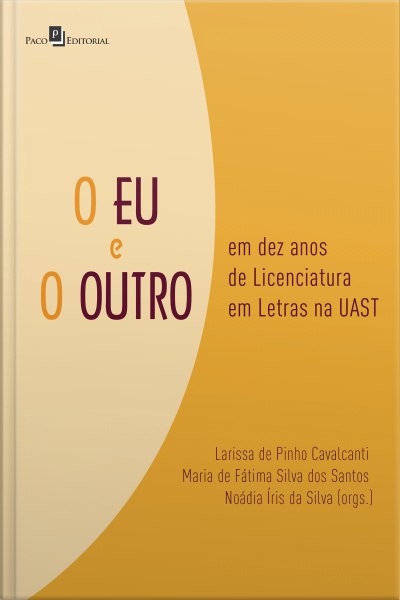 PACO EDITORIAL
O EU
e
O OUTRO
em dez anos
de Licenciatura
em Letras na UAST
Larissa de Pinho Cavalcanti
Maria de Fátima Silva dos Santos
Noádia Íris da Silva (orgs.)